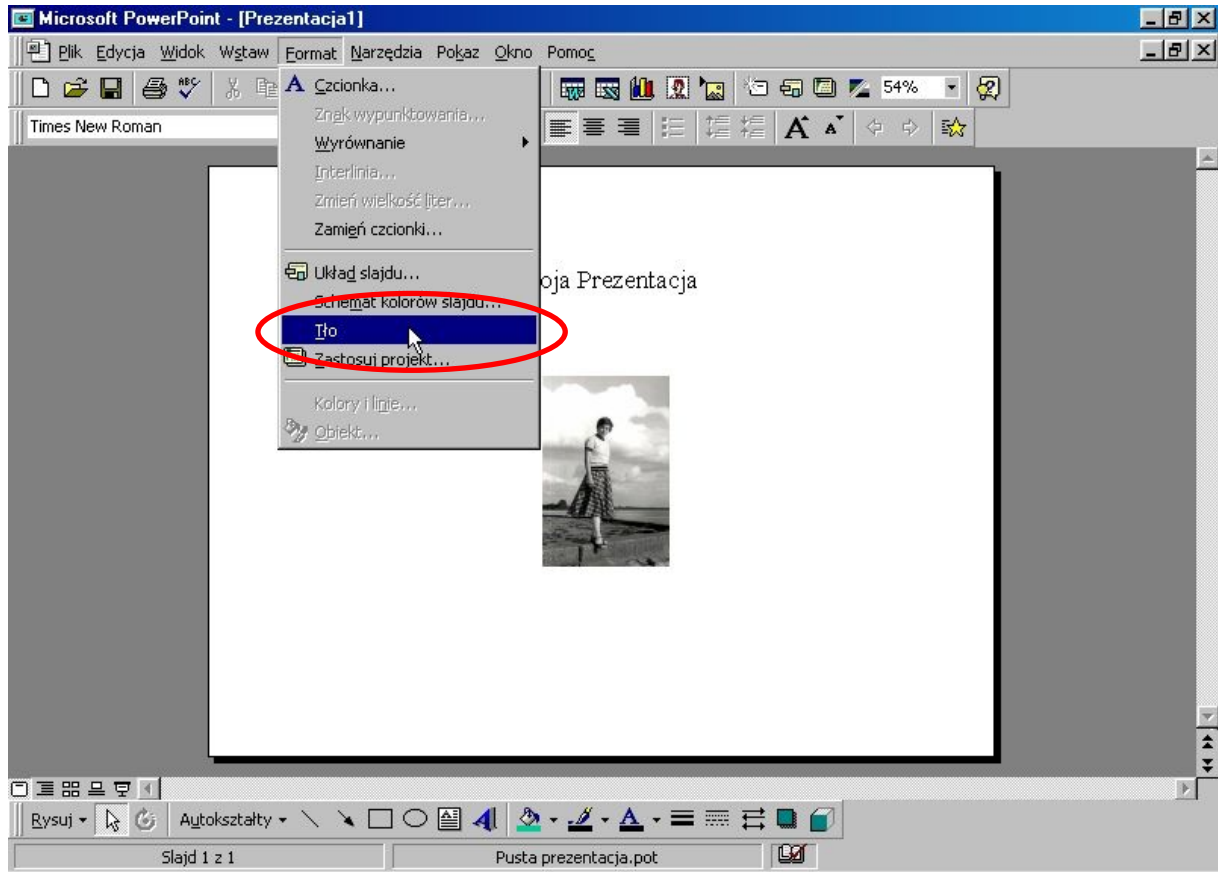 Microsoft PowerPoint - [Prezentacja1]
Plik Edycja Widok Wstaw Format Narzędzia Pokaz Okno Pomoc
54%
Times New Roman
Czcionka...
Znak wypunktowania...
Wyrównanie
Interlinia...
Zmień wielkość liter...
Zamień czcionki...
Układ slajdu...
Schemat kolorów slajdu...
Tło
Zastosuj projekt...
Kolory i linie...
Obiekt...
oja Prezentacja
Rysuj Autokształty
Slajd 1 z 1 Pusta prezentacja.pot